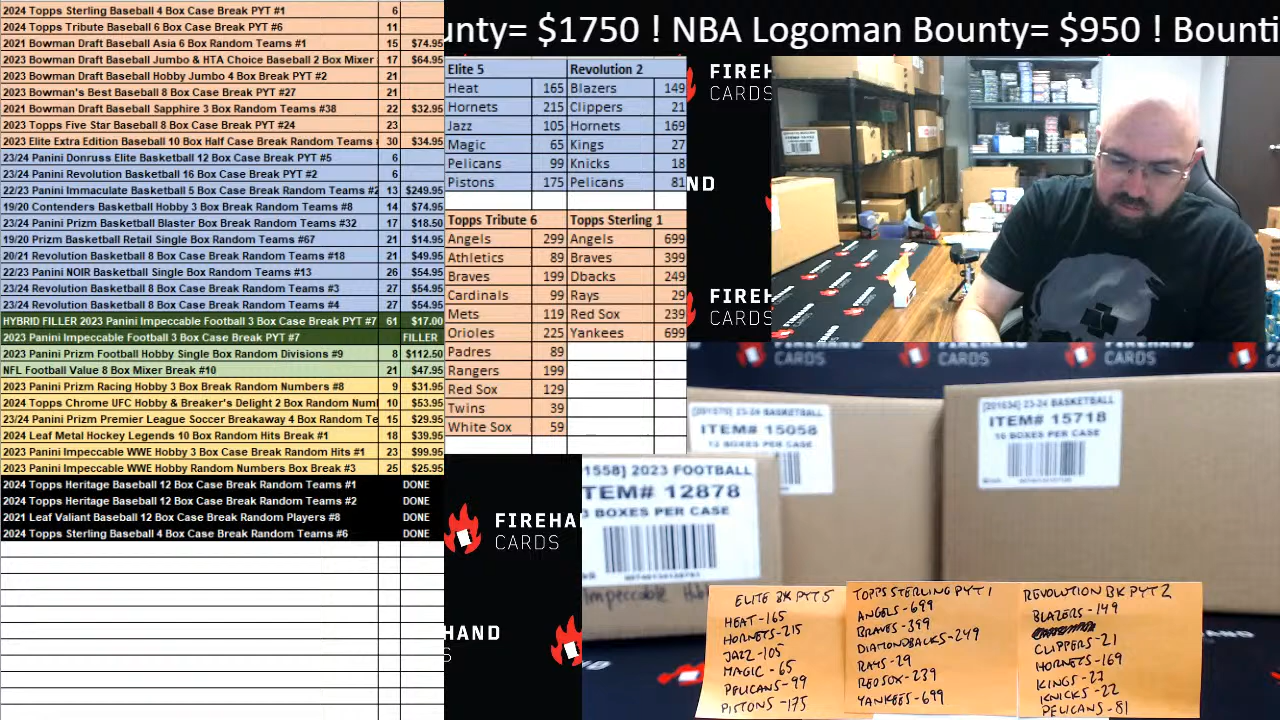 unty= $1750 ! NBA Logoman Bounty= $950 ! Bounti
2024 Topps Sterling Baseball 4 Box Case Break PYT #1 6
2024 Topps Tribute Baseball 6 Box Case Break PYT #6 11
2021 Bowman Draft Baseball Asia 6 Box Random Teams #1 15 $74.95
2023 Bowman Draft Baseball Jumbo & HTA Choice Baseball 2 Box Mixer 17 $64.95
2023 Bowman Draft Baseball Hobby Jumbo 4 Box Break PYT #2 21
2023 Bowman's Best Baseball 8 Box Case Break PYT #27 21
2021 Bowman Draft Baseball Sapphire 3 Box Random Teams #38 22 $32.95
2023 Topps Five Star Baseball 8 Box Case Break PYT #24 23
2023 Elite Extra Edition Baseball 10 Box Half Case Break Random Teams 30 $34.95
23/24 Panini Donruss Elite Basketball 12 Box Case Break PYT #5 6
23/24 Panini Revolution Basketball 16 Box Case Break PYT #2 6
22/23 Panini Immaculate Basketball 5 Box Case Break Random Teams #2 13 $249.95
19/20 Contenders Basketball Hobby 3 Box Random Teams #8 14 $74.95
23/24 Panini Prizm Basketball Blaster Box Random Teams #32 17 $18.50
19/20 Prizm Basketball Retail Single Box Random Teams #67 21 $14.95
20/21 Revolution Basketball 8 Box Case Break Random Teams #18 21 $49.95
22/23 Panini NOIR Basketball Single Box Random Teams #13 26 $54.95
23/24 Revolution Basketball 8 Box Case Break Random Teams #3 27 $54.95
23/24 Revolution Basketball 8 Box Case Break Random Teams #4 27 $54.95
HYBRID FILLER 2023 Panini Impeccable Football 3 Box Case Break PYT #7 61 $17.00
2023 Panini Impeccable Football 3 Box Case Break PYT #7 FILLER
2023 Panini Prizm Football Hobby Single Box Random Divisions #9 8 $112.50
NFL Football Value 8 Box Mixer Break #10 21 $47.95
2023 Panini Prizm Racing Hobby 3 Box Break Random Numbers #8 9 $31.95
2024 Topps Chrome UFC Hobby & Breaker's Delight 2 Box Random Numl 10 $53.95
23/24 Panini Prizm Premier League Soccer Breakaway 4 Box Random Te 15 $29.95
2024 Leaf Metal Hockey Legends 10 Box Random Hits Break #1 18 $39.95
2023 Panini Impeccable WWE Hobby 3 Box Case Break Random Hits #1 23 $99.95
2023 Panini Impeccable WWE Hobby Random Numbers Box Break #3 25 $25.95
2024 Topps Heritage Baseball 12 Box Case Break Random Teams #1 DONE
2024 Topps Heritage Baseball 12 Box Case Break Random Teams #2 DONE
2021 Leaf Valiant Baseball 12 Box Case Break Random Players #8 DONE
2024 Topps Sterling Baseball 4 Box Case Break Random Teams #6 DONE
Elite 5 Revolution 2
Heat 165 Blazers 149
Hornets 215 Clippers 21
Jazz 105 Hornets 169
Magic 65 Kings 27
Pelicans 99 Knicks 18
Pistons 175 Pelicans 81
Topps Tribute 6 Topps Sterling 1
Angels 299 Angels 699
Athletics 89 Braves 399
Braves 199 Dbacks 249
Cardinals 99 Rays 29
Mets 119 Red Sox 239
Orioles 225 Yankees 699
Padres 89
Rangers 199
Red Sox 129
Twins 39
White Sox 59
FIREH
CARDS
ND
FIREH
CARDS
FIREHA
CARDS
HAND
S
CARDS
[201570] 23-24 BASKETBALL
ITEM# 15058
12 BOXES PER CASE
[201634] 23-24 BASKETBALL
ITEM# 15718
16 BOXES PER CASE
1558] 2023 FOOTBALL
TEM# 12878
3 BOXES PER CASE
Impeccable Hob
ELITE BK PYT 5
HEAT-165
HORNETS-215
JAZZ-105
MAGIC-65
PELICANS-99
PISTONS-175
TOPPS STERLING PYT 1
ANGELS-699
BRAVES-399
DIAMONDBACKS-249
RAYS-29
RED SOX-239
YANKEES-699
REVOLUTION BK PYT 2
BLAZERS-149
CLIPPERS-21
HORNETS-169
KINGS-27
KNICKS-22
PELICANS-81